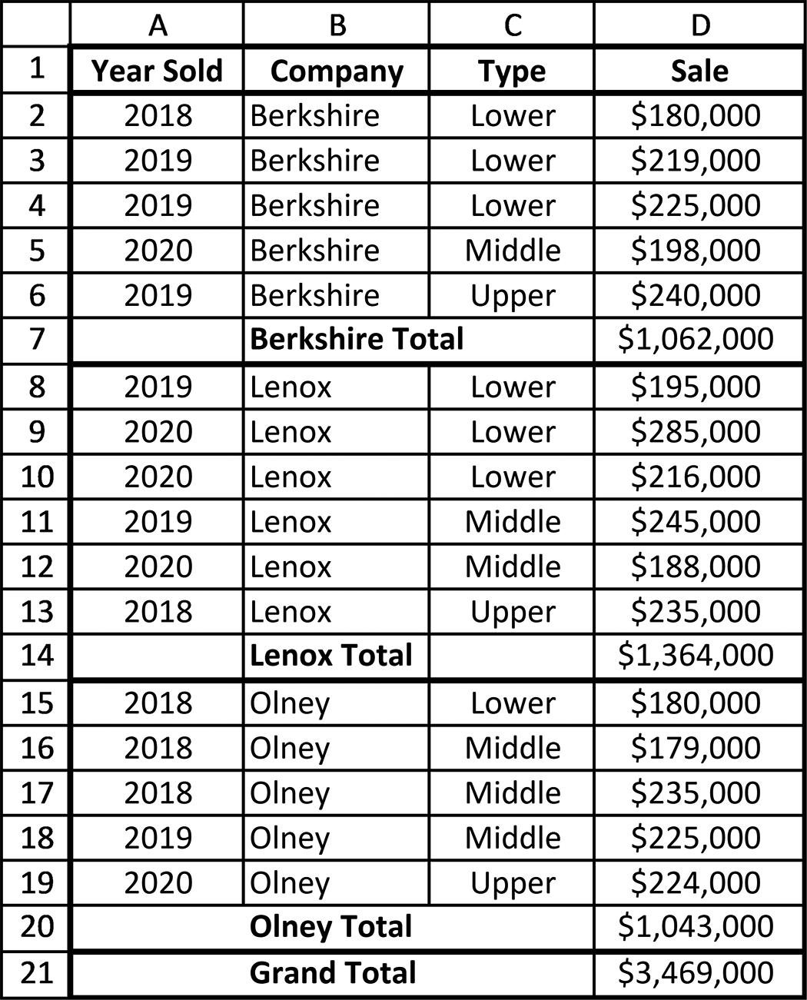 A B C D
1 Year Sold Company Type Sale
2 2018 Berkshire Lower $180,000
3 2019 Berkshire Lower $219,000
4 2019 Berkshire Lower $225,000
5 2020 Berkshire Middle $198,000
6 2019 Berkshire Upper $240,000
7 Berkshire Total $1,062,000
8 2019 Lenox Lower $195,000
9 2020 Lenox Lower $285,000
10 2020 Lenox Lower $216,000
11 2019 Lenox Middle $245,000
12 2020 Lenox Middle $188,000
13 2018 Lenox Upper $235,000
14 Lenox Total $1,364,000
15 2018 Olney Lower $180,000
16 2018 Olney Middle $179,000
17 2018 Olney Middle $235,000
18 2019 Olney Middle $225,000
19 2020 Olney Upper $224,000
20 Olney Total $1,043,000
21 Grand Total $3,469,000